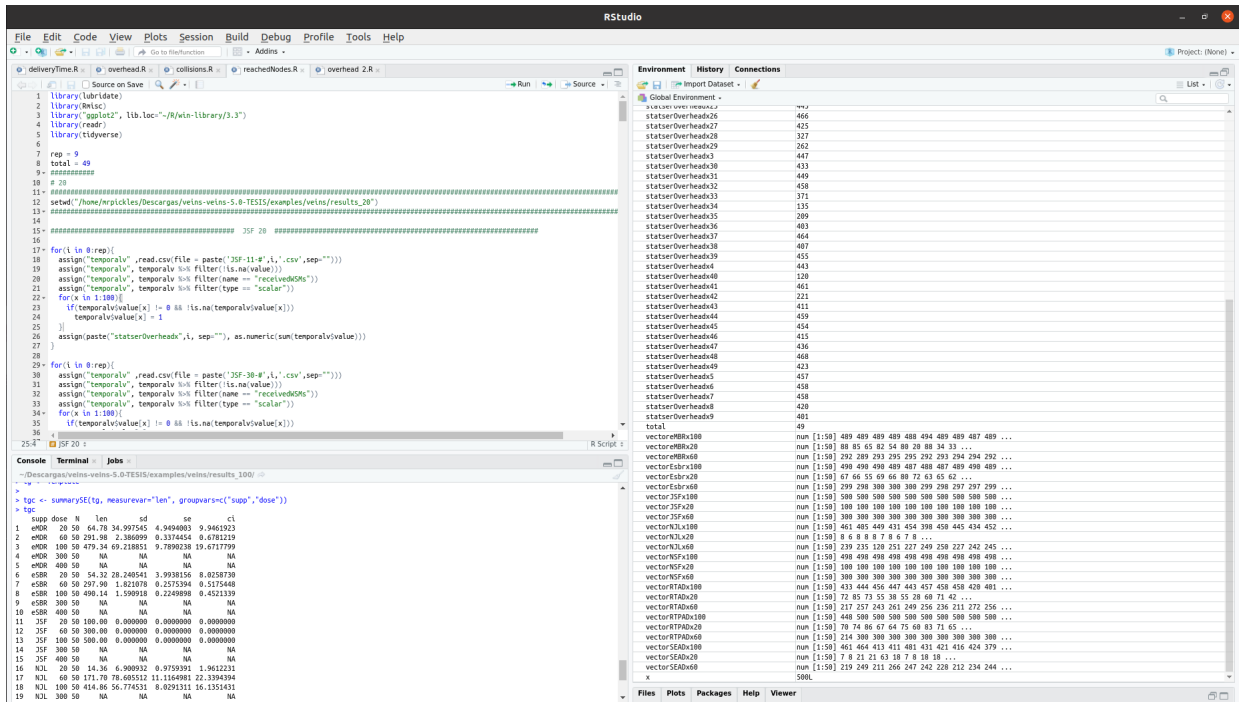 RStudio
File Edit Code View Plots Session Build Debug Profile Tools Help
Go to file/function Addins Project: (None)
deliveryTime.R overhead.R collisions.R reachedNodes.R overhead 2.R
Source on Save Run Source
1 library(lubridate)
2 library(Rmisc)
3 library("ggplot2", lib.loc="~/R/win-library/3.3")
4 library(readr)
5 library(tidyverse)
6
7 rep = 9
8 total = 49
9 ###########
10 # 20
11
12 setwd("/home/mrpickles/Descargas/veins-veins-5.0-TESIS/examples/veins/results_20")
13
14
15 JSF 20
16
17 for(i in 0:rep){
18 assign("temporalv" ,read.csv(file = paste('JSF-11-#',i,'.csv',sep="")))
19 assign("temporalv", temporalv %>% filter(!is.na(value)))
20 assign("temporalv", temporalv %>% filter(name == "receivedWSMs"))
21 assign("temporalv", temporalv %>% filter(type == "scalar"))
22 for(x in 1:100){
23 if(temporalv$value[x] != 0 && !is.na(temporalv$value[x]))
24 temporalv$value[x] = 1
25 }
26 assign(paste("statserOverheadx",i, sep=""), as.numeric(sum(temporalv$value)))
27 }
28
29 for(i in 0:rep){
30 assign("temporalv" ,read.csv(file = paste('JSF-30-#',i,'.csv',sep="")))
31 assign("temporalv", temporalv %>% filter(!is.na(value)))
32 assign("temporalv", temporalv %>% filter(name == "receivedWSMs"))
33 assign("temporalv", temporalv %>% filter(type == "scalar"))
34 for(x in 1:100){
35 if(temporalv$value[x] != 0 && !is.na(temporalv$value[x]))
36
25:4 JSF 20 R Script
Console Terminal Jobs
~/Descargas/veins-veins-5.0-TESIS/examples/veins/results_100/
>
> tgc <- summarySE(tg, measurevar="len", groupvars=c("supp","dose"))
> tgc
supp dose N len sd se ci
1 eMDR 20 50 64.78 34.997545 4.9494003 9.9461923
2 eMDR 60 50 291.98 2.386099 0.3374454 0.6781219
3 eMDR 100 50 479.34 69.218851 9.7890238 19.6717799
4 eMDR 300 50 NA NA NA NA
5 eMDR 400 50 NA NA NA NA
6 eSBR 20 50 54.32 28.240541 3.9938156 8.0258730
7 eSBR 60 50 297.90 1.821078 0.2575394 0.5175448
8 eSBR 100 50 490.14 1.590918 0.2249898 0.4521339
9 eSBR 300 50 NA NA NA NA
10 eSBR 400 50 NA NA NA NA
11 JSF 20 50 100.00 0.000000 0.0000000 0.0000000
12 JSF 60 50 300.00 0.000000 0.0000000 0.0000000
13 JSF 100 50 500.00 0.000000 0.0000000 0.0000000
14 JSF 300 50 NA NA NA NA
15 JSF 400 50 NA NA NA NA
16 NJL 20 50 14.36 6.900932 0.9759391 1.9612231
17 NJL 60 50 171.70 78.605512 11.1164981 22.3394394
18 NJL 100 50 414.86 56.774531 8.0291311 16.1351431
19 NJL 300 50 NA NA NA NA
Environment History Connections
Import Dataset List
Global Environment
statserOverheadx25 445
statserOverheadx26 466
statserOverheadx27 425
statserOverheadx28 327
statserOverheadx29 262
statserOverheadx3 447
statserOverheadx30 433
statserOverheadx31 449
statserOverheadx32 458
statserOverheadx33 371
statserOverheadx34 135
statserOverheadx35 209
statserOverheadx36 403
statserOverheadx37 464
statserOverheadx38 407
statserOverheadx39 455
statserOverheadx4 443
statserOverheadx40 120
statserOverheadx41 461
statserOverheadx42 221
statserOverheadx43 411
statserOverheadx44 459
statserOverheadx45 454
statserOverheadx46 415
statserOverheadx47 436
statserOverheadx48 468
statserOverheadx49 423
statserOverheadx5 457
statserOverheadx6 458
statserOverheadx7 458
statserOverheadx8 420
statserOverheadx9 401
total 49
vectoreMBRx100 num [1:50] 489 489 489 489 488 494 489 489 487 489 ...
vectoreMBRx20 num [1:50] 88 85 65 82 54 80 20 88 34 33 ...
vectoreMBRx60 num [1:50] 292 289 293 295 295 292 293 294 294 292 ...
vectorEsbrx100 num [1:50] 490 490 490 489 487 488 487 489 490 489 ...
vectorEsbrx20 num [1:50] 67 66 55 69 66 80 72 63 65 62 ...
vectorEsbrx60 num [1:50] 299 298 300 300 300 299 298 297 297 299 ...
vectorJSFx100 num [1:50] 500 500 500 500 500 500 500 500 500 500 ...
vectorJSFx20 num [1:50] 100 100 100 100 100 100 100 100 100 100 ...
vectorJSFx60 num [1:50] 300 300 300 300 300 300 300 300 300 300 ...
vectorNJLx100 num [1:50] 461 405 449 431 454 398 450 445 434 452 ...
vectorNJLx20 num [1:50] 8 6 8 8 8 7 8 6 7 8 ...
vectorNJLx60 num [1:50] 239 235 120 251 227 249 250 227 242 245 ...
vectorNSFx100 num [1:50] 498 498 498 498 498 498 498 498 498 498 ...
vectorNSFx20 num [1:50] 100 100 100 100 100 100 100 100 100 100 ...
vectorNSFx60 num [1:50] 300 300 300 300 300 300 300 300 300 300 ...
vectorRTADx100 num [1:50] 433 444 456 447 443 457 458 458 420 401 ...
vectorRTADx20 num [1:50] 72 85 73 55 38 55 28 60 71 42 ...
vectorRTADx60 num [1:50] 217 257 243 261 249 256 236 211 272 256 ...
vectorRTPADx100 num [1:50] 448 500 500 500 500 500 500 500 500 500 ...
vectorRTPADx20 num [1:50] 70 74 86 67 64 75 60 83 71 65 ...
vectorRTPADx60 num [1:50] 214 300 300 300 300 300 300 300 300 300 ...
vectorSEADx100 num [1:50] 461 464 413 411 481 431 421 416 424 379 ...
vectorSEADx20 num [1:50] 7 8 21 21 63 18 7 8 18 18 ...
vectorSEADx60 num [1:50] 219 249 211 266 247 242 228 212 234 244 ...
x 500L
Files Plots Packages Help Viewer